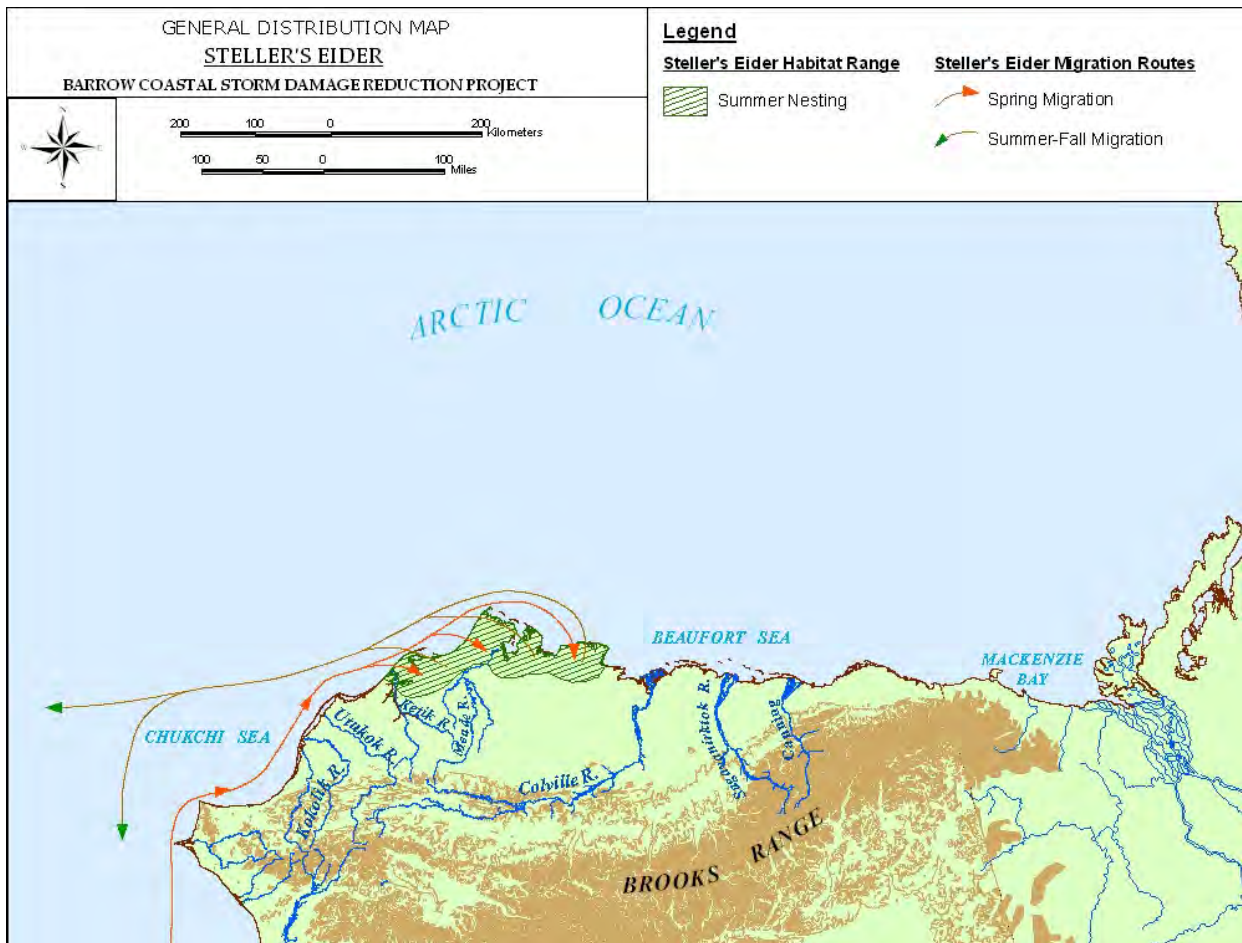 GENERAL DISTRIBUTION MAP
STELLER'S EIDER
BARROW COASTAL STORM DAMAGE REDUCTION PROJECT
N
W
E
S
200 100 0 200
Kilometers
100 50 0 100
Miles
Legend
Steller's Eider Habitat Range
Summer Nesting
Steller's Eider Migration Routes
Spring Migration
Summer-Fall Migration
ARCTIC OCEAN
BEAUFORT SEA
MACKENZIE
BAY
CHUKCHI SEA
Utukok R.
Ketik R.
Meade R.
Kokolik R.
Colville R.
Sagavanirktok R.
Canning
BROOKS RANGE